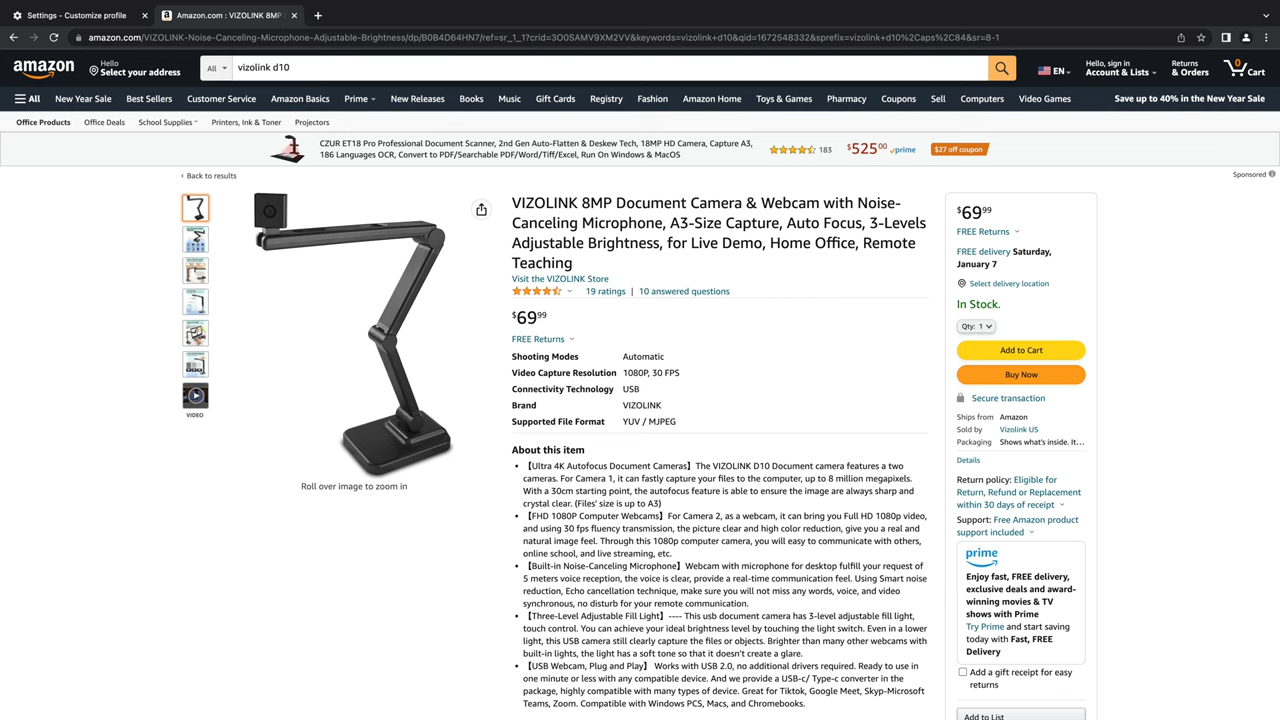 Settings - Customize profile
Amazon.com : VIZOLINK 8MP
amazon.com/VIZOLINK-Noise-Canceling-Microphone-Adjustable-Brightness/dp/B0B4D64HN7/ref=sr_1_1?crid=3O0SAMV9XM2VV&keywords=vizolink+d10&qid=1672548332&sprefix=vizolink+d10%2Caps%2C84&sr=8-1
amazon
Hello
Select your address
All
vizolink d10
EN
Hello, sign in
Account & Lists
Returns
& Orders
0
Cart
All
New Year Sale
Best Sellers
Customer Service
Amazon Basics
Prime
New Releases
Books
Music
Gift Cards
Registry
Fashion
Amazon Home
Toys & Games
Pharmacy
Coupons
Sell
Computers
Video Games
Save up to 40% in the New Year Sale
Office Products
Office Deals
School Supplies
Printers, Ink & Toner
Projectors
CZUR ET18 Pro Professional Document Scanner, 2nd Gen Auto-Flatten & Deskew Tech, 18MP HD Camera, Capture A3,
186 Languages OCR, Convert to PDF/Searchable PDF/Word/Tiff/Excel, Run On Windows & MacOS
183
$52500
prime
$27 off coupon
‹ Back to results
Sponsored
VIZOLINK 8MP Document Camera & Webcam with Noise-
Canceling Microphone, A3-Size Capture, Auto Focus, 3-Levels
Adjustable Brightness, for Live Demo, Home Office, Remote
Teaching
Visit the VIZOLINK Store
19 ratings | 10 answered questions
$6999
FREE Returns
Shooting Modes Automatic
Video Capture Resolution 1080P, 30 FPS
Connectivity Technology USB
Brand VIZOLINK
Supported File Format YUV / MJPEG
About this item
• 【Ultra 4K Autofocus Document Cameras】The VIZOLINK D10 Document camera features a two
cameras. For Camera 1, it can fastly capture your files to the computer, up to 8 million megapixels.
With a 30cm starting point, the autofocus feature is able to ensure the image are always sharp and
crystal clear. (Files' size is up to A3)
• 【FHD 1080P Computer Webcams】For Camera 2, as a webcam, it can bring you Full HD 1080p video,
and using 30 fps fluency transmission, the picture clear and high color reduction, give you a real and
natural image feel. Through this 1080p computer camera, you will easy to communicate with others,
online school, and live streaming, etc.
• 【Built-in Noise-Canceling Microphone】Webcam with microphone for desktop fulfill your request of
5 meters voice reception, the voice is clear, provide a real-time communication feel. Using Smart noise
reduction, Echo cancellation technique, make sure you will not miss any words, voice, and video
synchronous, no disturb for your remote communication.
• 【Three-Level Adjustable Fill Light】---- This usb document camera has 3-level adjustable fill light,
touch control. You can achieve your ideal brightness level by touching the light switch. Even in a lower
light, this USB camera still clearly capture the files or objects. Brighter than many other webcams with
built-in lights, the light has a soft tone so that it doesn't create a glare.
• 【USB Webcam, Plug and Play】 Works with USB 2.0, no additional drivers required. Ready to use in
one minute or less with any compatible device. And we provide a USB-c/ Type-c converter in the
package, highly compatible with many types of device. Great for Tiktok, Google Meet, Skyp-Microsoft
Teams, Zoom. Compatible with Windows PCS, Macs, and Chromebooks.
VIDEO
Roll over image to zoom in
$6999
FREE Returns
FREE delivery Saturday,
January 7
Select delivery location
In Stock.
Qty: 1
Add to Cart
Buy Now
Secure transaction
Ships from Amazon
Sold by Vizolink US
Packaging Shows what's inside. It...
Details
Return policy: Eligible for
Return, Refund or Replacement
within 30 days of receipt
Support: Free Amazon product
support included
prime
Enjoy fast, FREE delivery,
exclusive deals and award-
winning movies & TV
shows with Prime
Try Prime and start saving
today with Fast, FREE
Delivery
Add a gift receipt for easy
returns
Add to List